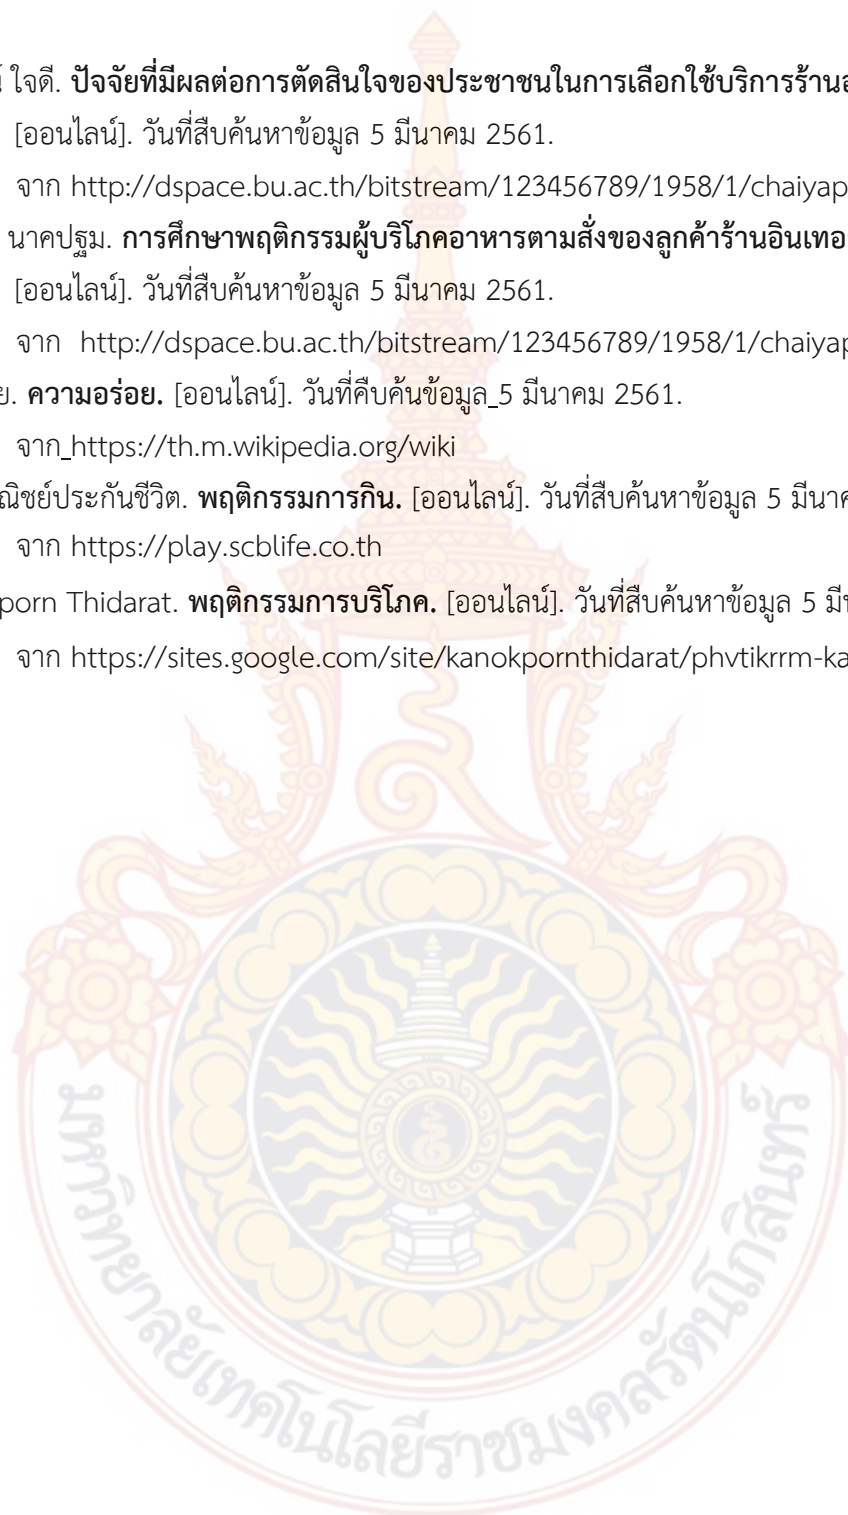 ใจดี. ปัจจัยที่มีผลต่อการตัดสินใจของประชาชนในการเลือกใช้บริการ
[ออนไลน์]. วันที่สืบค้นหาข้อมูล 5 มีนาคม 2561.
จาก http://dspace.bu.ac.th/bitstream/123456789/1958/1/chaiyap
นาคปฐม. การศึกษาพฤติกรรมผู้บริโภคอาหารตามสั่งของลูกค้าร้านอินเทอ
[ออนไลน์]. วันที่สืบค้นหาข้อมูล 5 มีนาคม 2561.
จาก http://dspace.bu.ac.th/bitstream/123456789/1958/1/chaiyap
ย. ความอร่อย. [ออนไลน์]. วันที่คืบค้นข้อมูล 5 มีนาคม 2561.
จาก https://th.m.wikipedia.org/wiki
ณิชย์ประกันชีวิต. พฤติกรรมการกิน. [ออนไลน์]. วันที่สืบค้นหาข้อมูล 5 มีนาค
จาก https://play.scblife.co.th
porn Thidarat. พฤติกรรมการบริโภค. [ออนไลน์]. วันที่สืบค้นหาข้อมูล 5 มี
จาก https://sites.google.com/site/kanokpornthidarat/phvtikrrm-ka
มหาวิทยาลัยเทคโนโลยีราชมงคลรัตนโกสินทร์